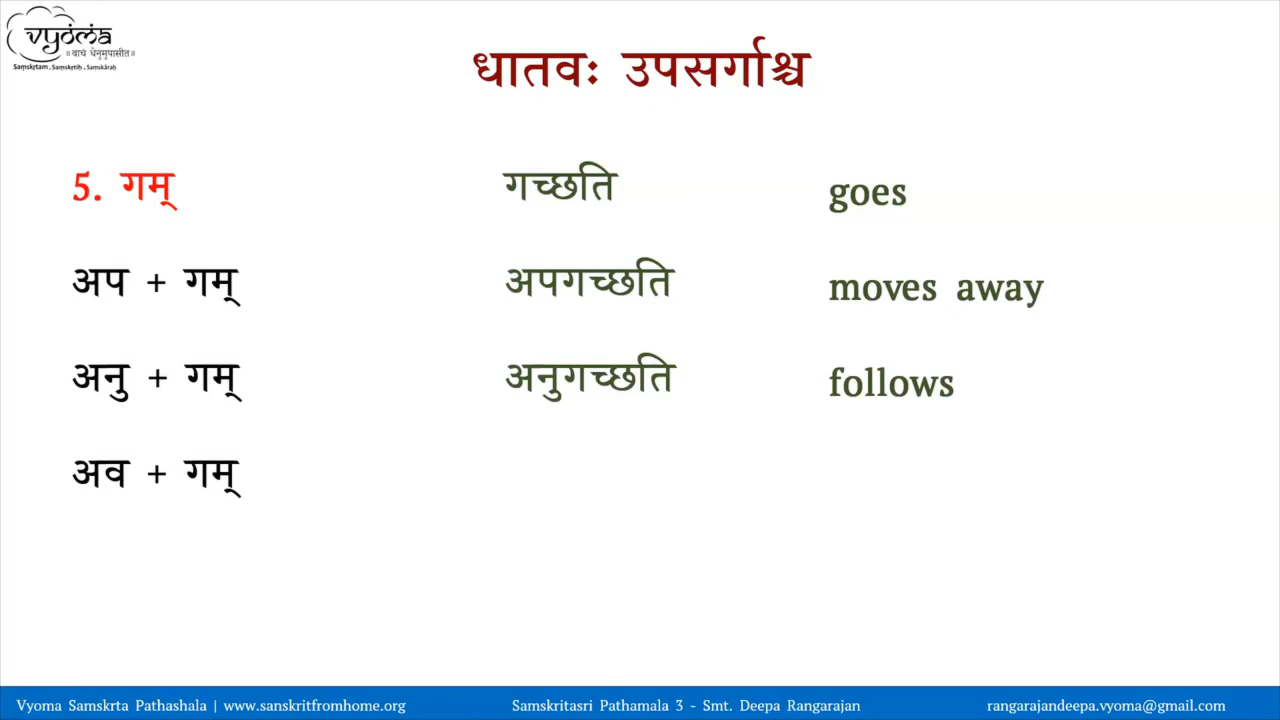 vyoma
॥ वाचं धेनुमुपासीत॥
Saṃskṛtam . Saṃskṛtiḥ . Saṃskāraḥ
धातवः उपसर्गाश्च
5. गम् गच्छति goes
अप + गम् अपगच्छति moves away
अनु + गम् अनुगच्छति follows
अव + गम्
Vyoma Samskrta Pathashala | www.sanskritfromhome.org Samskritasri Pathamala 3 - Smt. Deepa Rangarajan rangarajandeepa.vyoma@gmail.com